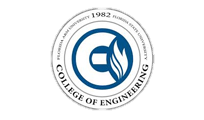 FLORIDA A&M UNIVERSITY 1982 FLORIDA STATE UNIVERSITY
COLLEGE OF ENGINEERING